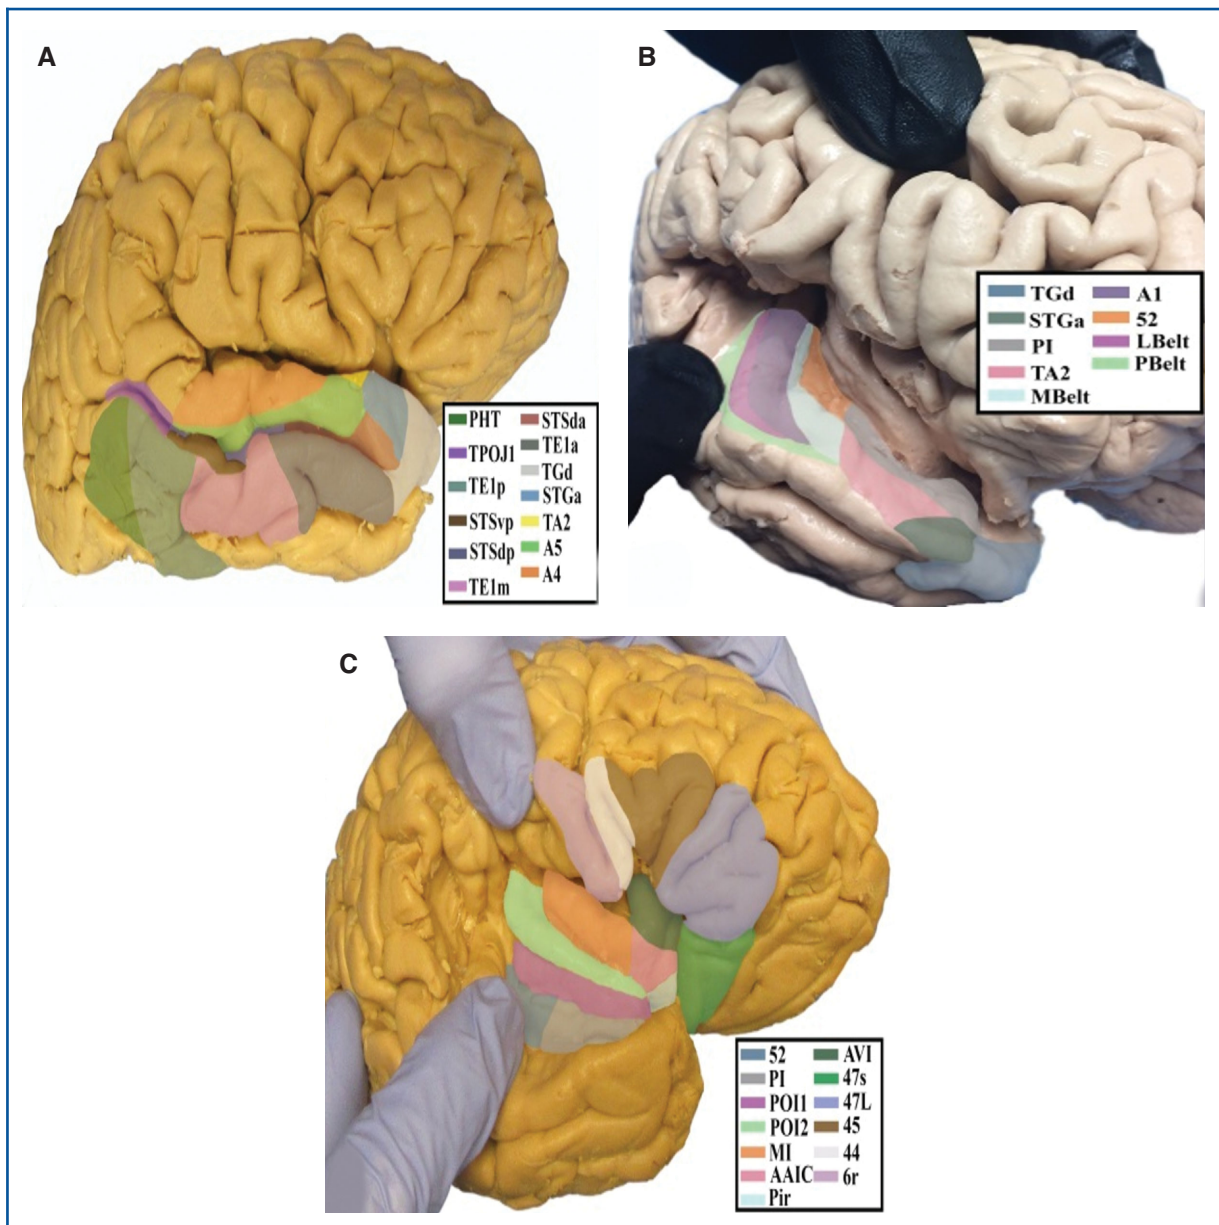 A
PHT
TPOJ1
TE1p
STSvp
STSdp
TE1m
STSda
TE1a
TGd
STGa
TA2
A5
A4
B
TGd
STGa
PI
TA2
MBelt
A1
52
LBelt
PBelt
C
52
PI
POI1
POI2
MI
AAIC
Pir
AVI
47s
47L
45
44
6r